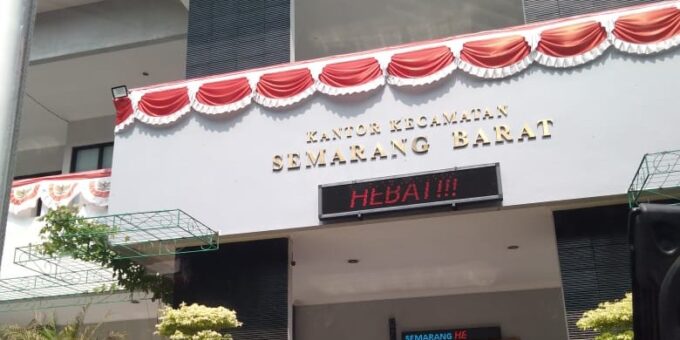 KANTOR KECAMATAN
SEMARANG BARAT
HEBAT!!!
SEMARANG HE